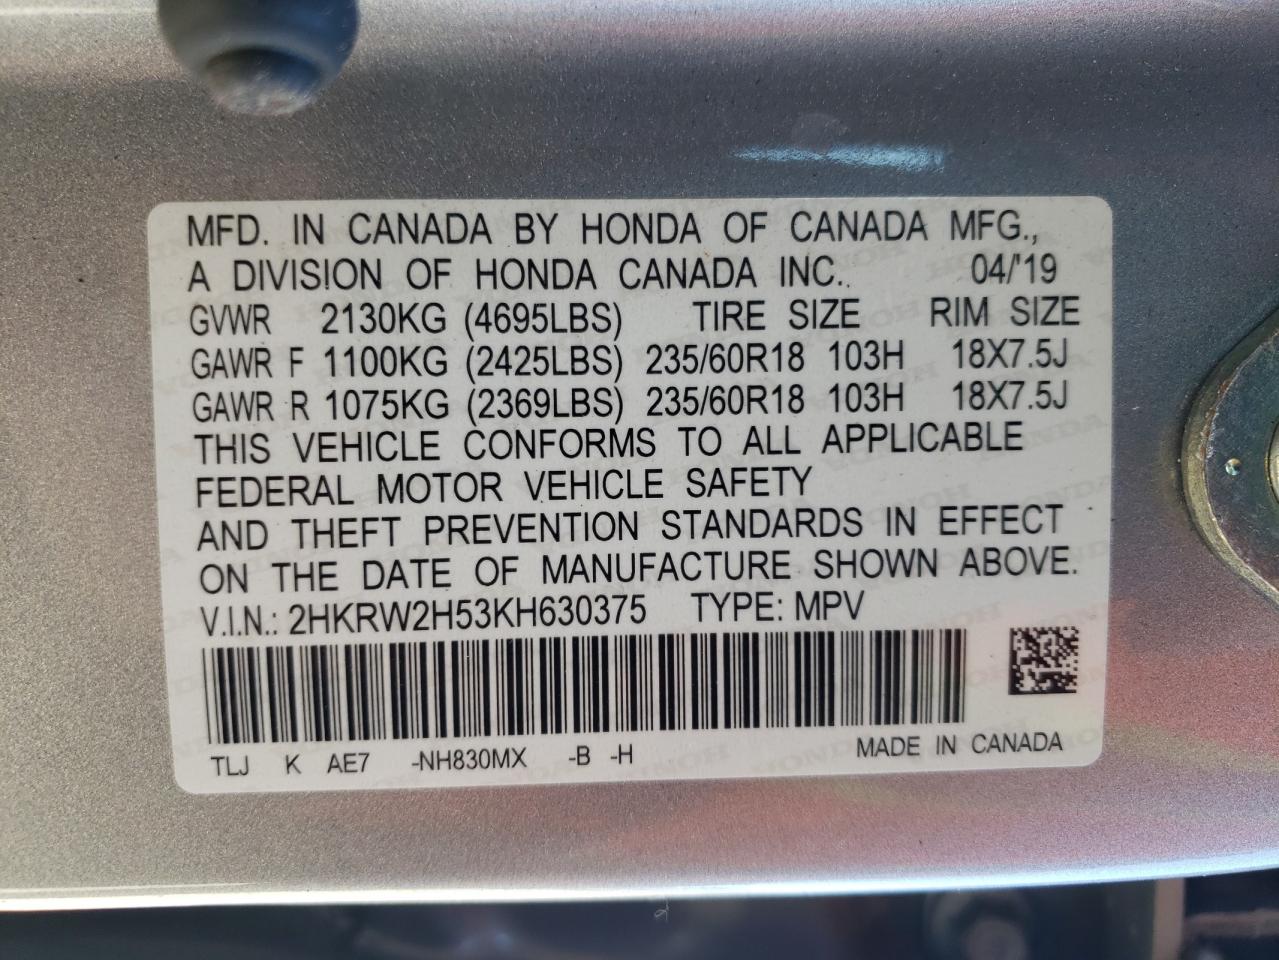 MFD. IN CANADA BY HONDA OF CANADA MFG.,
A DIVISION OF HONDA CANADA INC. 04/'19
GVWR 2130KG (4695LBS) TIRE SIZE RIM SIZE
GAWR F 1100KG (2425LBS) 235/60R18 103H 18X7.5J
GAWR R 1075KG (2369LBS) 235/60R18 103H 18X7.5J
THIS VEHICLE CONFORMS TO ALL APPLICABLE
FEDERAL MOTOR VEHICLE SAFETY
AND THEFT PREVENTION STANDARDS IN EFFECT
ON THE DATE OF MANUFACTURE SHOWN ABOVE.
V.I.N.: 2HKRW2H53KH630375 TYPE: MPV
TLJ K AE7 -NH830MX -B -H MADE IN CANADA